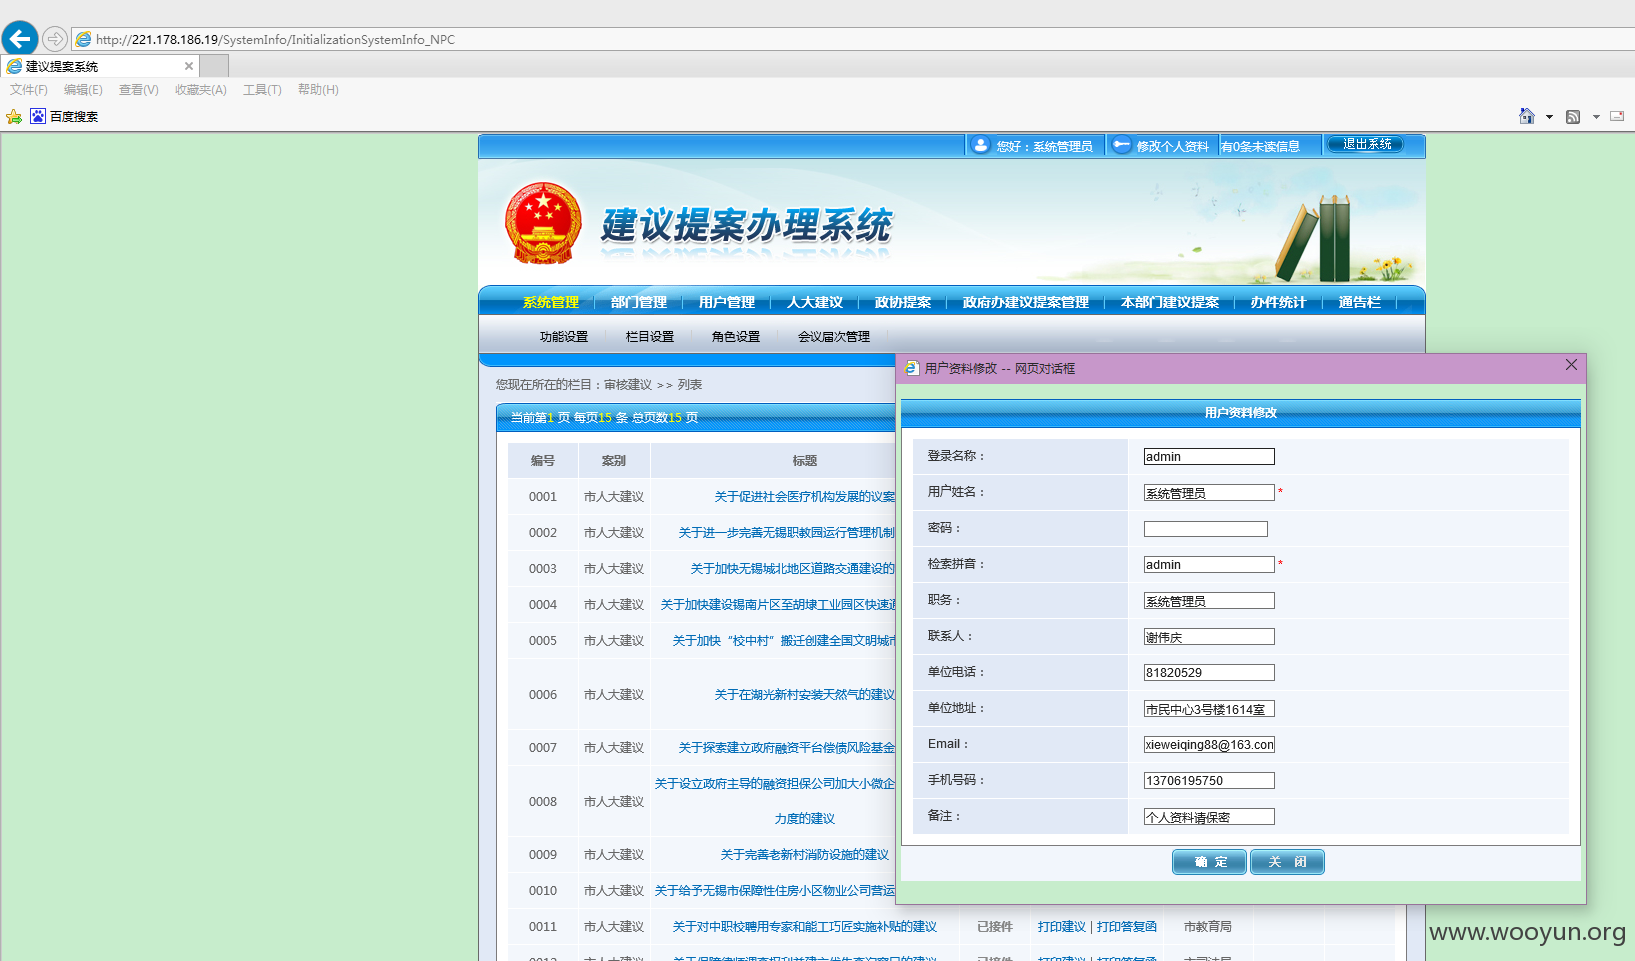 http://221.178.186.19/SystemInfo/InitializationSystemInfo_NPC
建议提案系统
文件(F) 编辑(E) 查看(V) 收藏夹(A) 工具(T) 帮助(H)
百度搜索
您好：系统管理员 修改个人资料 有0条未读信息 退出系统
建议提案办理系统
系统管理 部门管理 用户管理 人大建议 政协提案 政府办建议提案管理 本部门建议提案 办件统计 通告栏
功能设置 栏目设置 角色设置 会议届次管理
您现在所在的栏目：审核建议 >> 列表
当前第1 页 每页15 条 总页数15 页
编号 案别 标题
0001 市人大建议 关于促进社会医疗机构发展的议案
0002 市人大建议 关于进一步完善无锡职教园运行管理机制
0003 市人大建议 关于加快无锡城北地区道路交通建设的
0004 市人大建议 关于加快建设锡南片区至胡埭工业园区快速通
0005 市人大建议 关于加快“校中村”搬迁创建全国文明城市
0006 市人大建议 关于在湖光新村安装天然气的建议
0007 市人大建议 关于探索建立政府融资平台偿债风险基金
0008 市人大建议 关于设立政府主导的融资担保公司加大小微企
力度的建议
0009 市人大建议 关于完善老新村消防设施的建议
0010 市人大建议 关于给予无锡市保障性住房小区物业公司营运
0011 市人大建议 关于对中职校聘用专家和能工巧匠实施补贴的建议 已接件 打印建议 | 打印答复函 市教育局
用户资料修改 -- 网页对话框
用户资料修改
登录名称： admin
用户姓名： 系统管理员 *
密码：
检索拼音： admin *
职务： 系统管理员
联系人： 谢伟庆
单位电话： 81820529
单位地址： 市民中心3号楼1614室
Email： xieweiqing88@163.con
手机号码： 13706195750
备注： 个人资料请保密
确 定 关 闭
www.wooyun.org